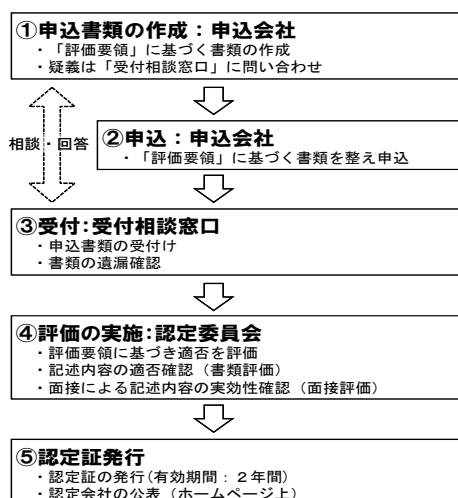 ①申込書類の作成：申込会社
・「評価要領」に基づく書類の作成
・疑義は「受付相談窓口」に問い合わせ
相談・回答
②申込：申込会社
・「評価要領」に基づく書類を整え申込
③受付：受付相談窓口
・申込書類の受付け
・書類の遺漏確認
④評価の実施：認定委員会
・評価要領に基づき適否を評価
・記述内容の適否確認（書類評価）
・面接による記述内容の実効性確認（面接評価）
⑤認定証発行
・認定証の発行（有効期間：２年間）
・認定会社の公表（ホームページ上）